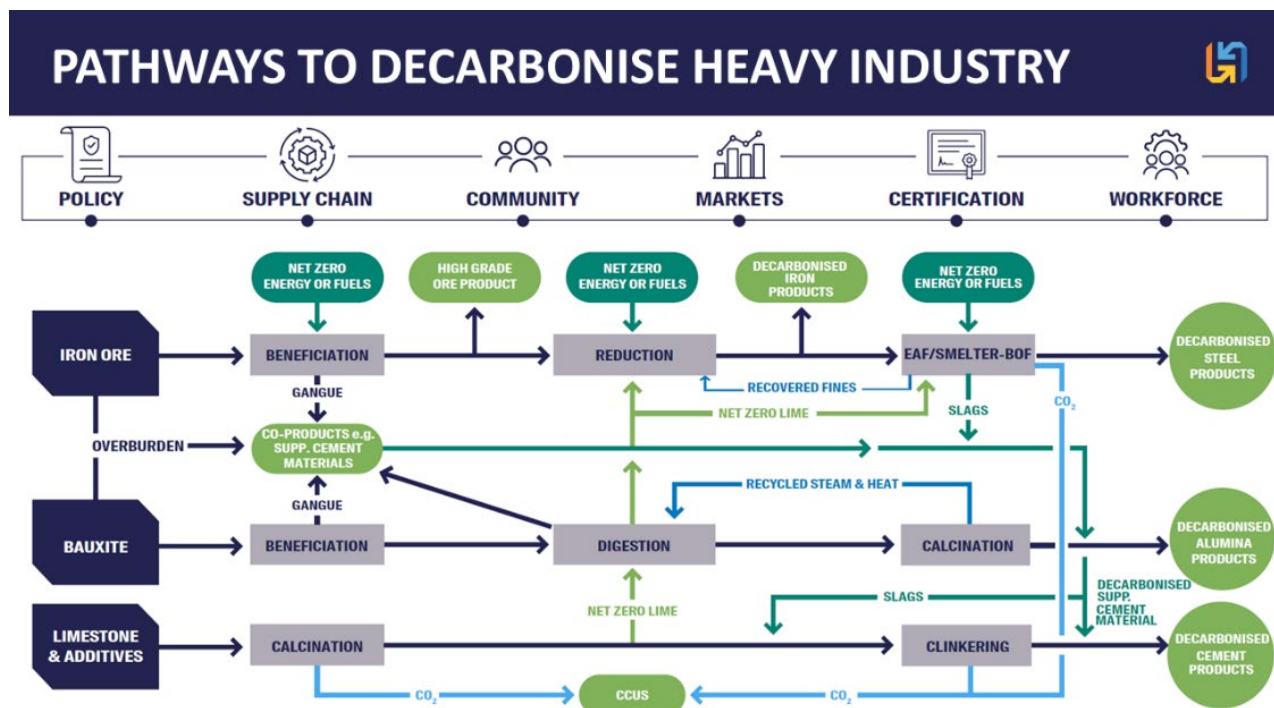 PATHWAYS TO DECARBONISE HEAVY INDUSTRY
POLICY
SUPPLY CHAIN
COMMUNITY
MARKETS
CERTIFICATION
WORKFORCE
NET ZERO
ENERGY OR FUELS
HIGH GRADE
ORE PRODUCT
NET ZERO
ENERGY OR FUELS
DECARBONISED
IRON
PRODUCTS
NET ZERO
ENERGY OR FUELS
IRON ORE
BENEFICIATION
REDUCTION
EAF/SMELTER-BOF
DECARBONISED
STEEL
PRODUCTS
GANGUE
RECOVERED FINES
CO₂
NET ZERO LIME
SLAGS
OVERBURDEN
CO-PRODUCTS e.g.
SUPP. CEMENT
MATERIALS
GANGUE
RECYCLED STEAM & HEAT
BAUXITE
BENEFICIATION
DIGESTION
CALCINATION
DECARBONISED
ALUMINA
PRODUCTS
NET ZERO LIME
SLAGS
DECARBONISED
SUPP.
CEMENT
MATERIAL
LIMESTONE
& ADDITIVES
CALCINATION
CLINKERING
DECARBONISED
CEMENT
PRODUCTS
CO₂
CCUS
CO₂